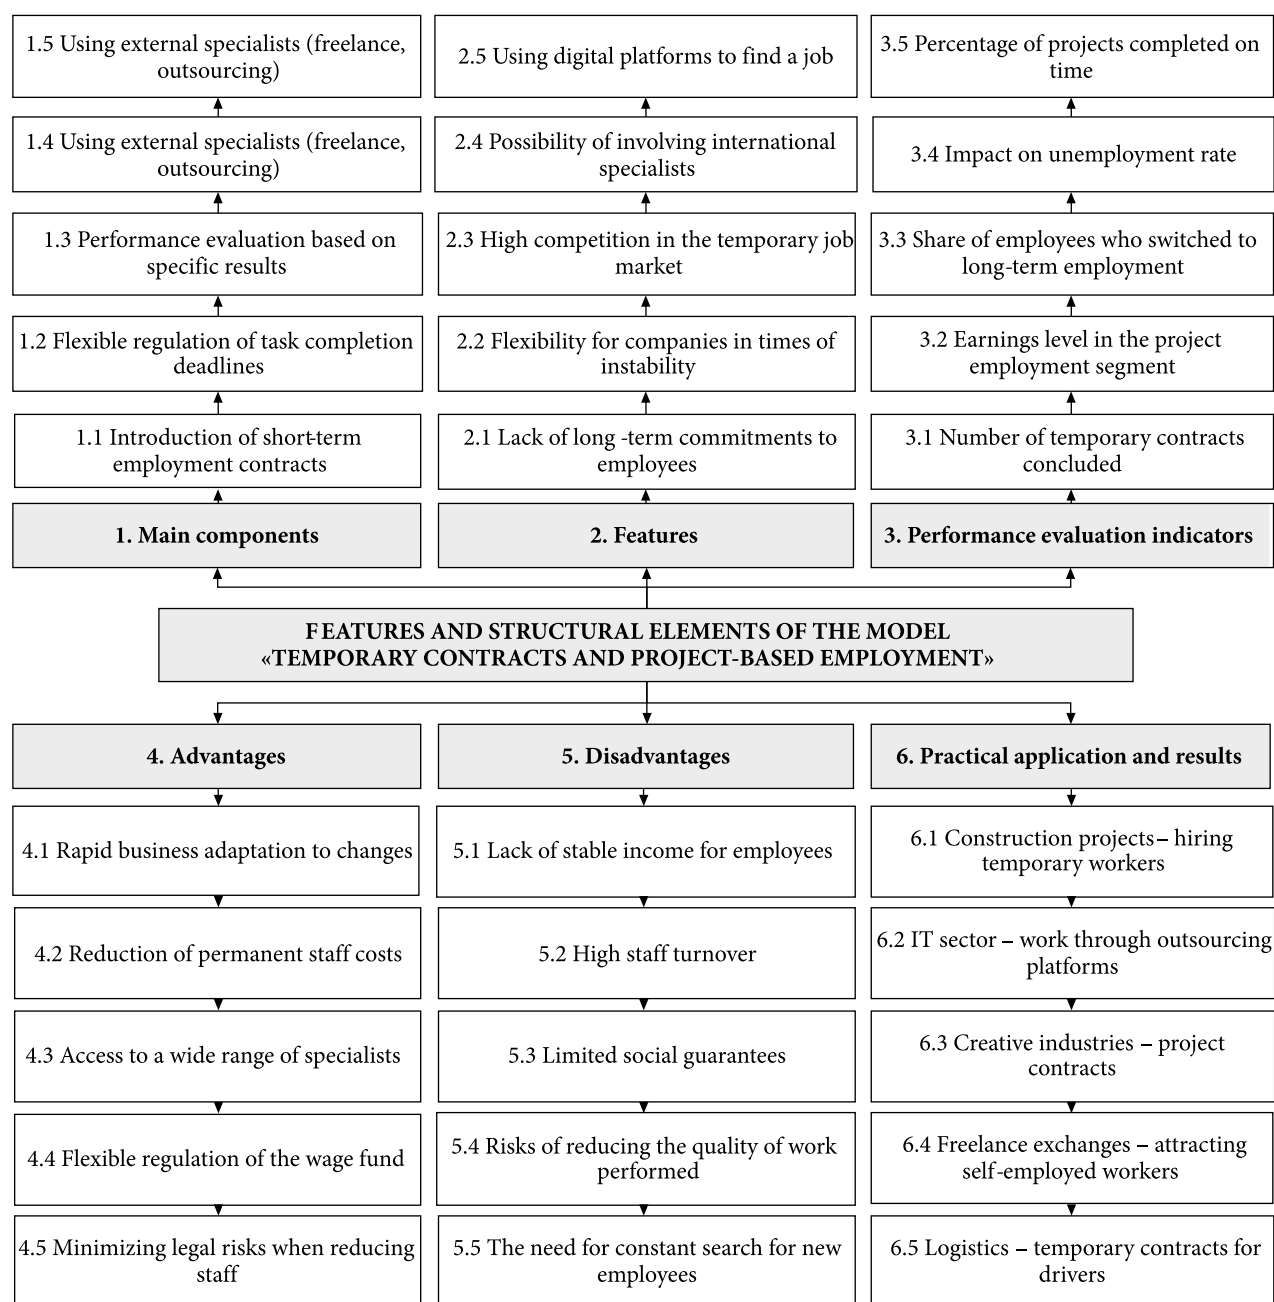 1.5 Using external specialists (freelance,
outsourcing)
2.5 Using digital platforms to find a job
3.5 Percentage of projects completed on
time
1.4 Using external specialists (freelance,
outsourcing)
2.4 Possibility of involving international
specialists
3.4 Impact on unemployment rate
1.3 Performance evaluation based on
specific results
2.3 High competition in the temporary job
market
3.3 Share of employees who switched to
long-term employment
1.2 Flexible regulation of task completion
deadlines
2.2 Flexibility for companies in times of
instability
3.2 Earnings level in the project
employment segment
1.1 Introduction of short-term
employment contracts
2.1 Lack of long -term commitments to
employees
3.1 Number of temporary contracts
concluded
1. Main components
2. Features
3. Performance evaluation indicators
FEATURES AND STRUCTURAL ELEMENTS OF THE MODEL
«TEMPORARY CONTRACTS AND PROJECT-BASED EMPLOYMENT»
4. Advantages
5. Disadvantages
6. Practical application and results
4.1 Rapid business adaptation to changes
5.1 Lack of stable income for employees
6.1 Construction projects – hiring
temporary workers
4.2 Reduction of permanent staff costs
5.2 High staff turnover
6.2 IT sector – work through outsourcing
platforms
4.3 Access to a wide range of specialists
5.3 Limited social guarantees
6.3 Creative industries – project
contracts
4.4 Flexible regulation of the wage fund
5.4 Risks of reducing the quality of work
performed
6.4 Freelance exchanges – attracting
self-employed workers
4.5 Minimizing legal risks when reducing
staff
5.5 The need for constant search for new
employees
6.5 Logistics – temporary contracts for
drivers